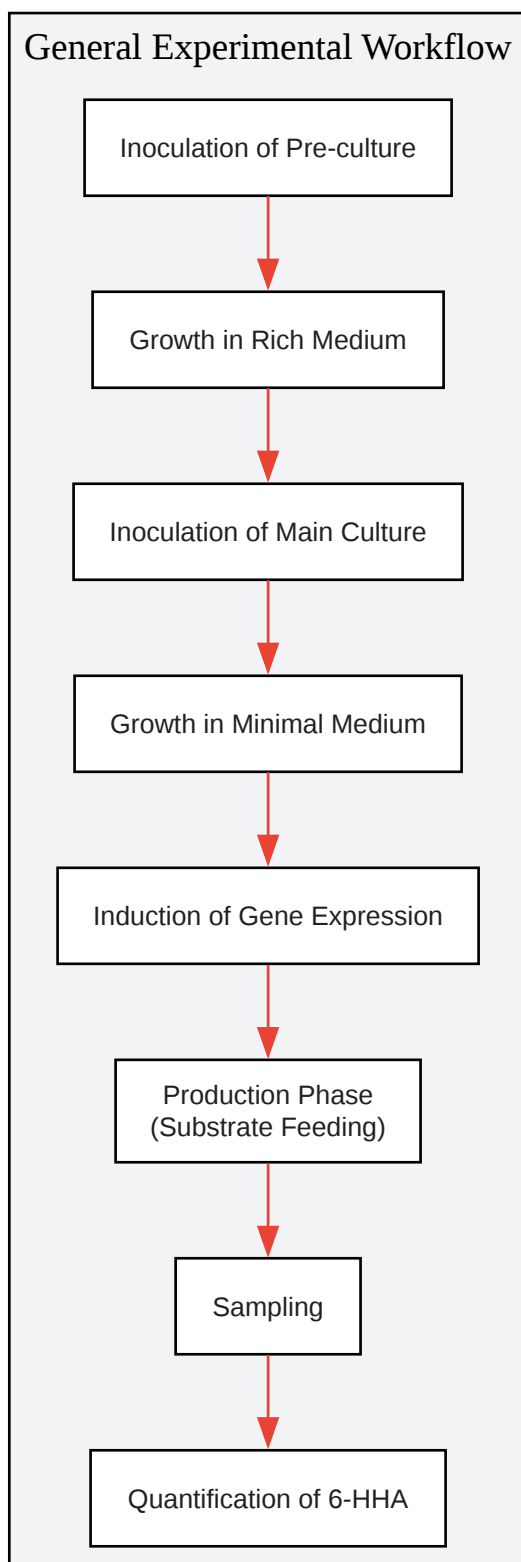 General Experimental Workflow
Inoculation of Pre-culture
Growth in Rich Medium
Inoculation of Main Culture
Growth in Minimal Medium
Induction of Gene Expression
Production Phase
(Substrate Feeding)
Sampling
Quantification of 6-HHA